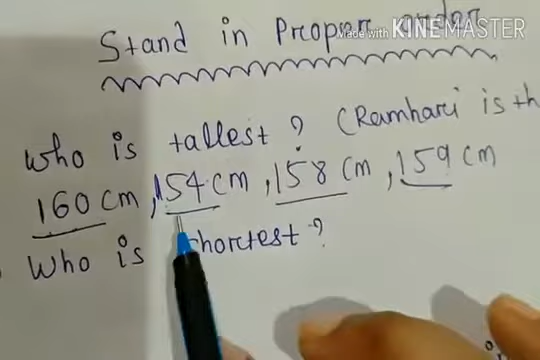 Stand in Proper order
Made with KINEMASTER
Who is tallest ? (Ramhari is th
160 cm, 154 cm, 158 cm, 159 cm
Who is shortest ?